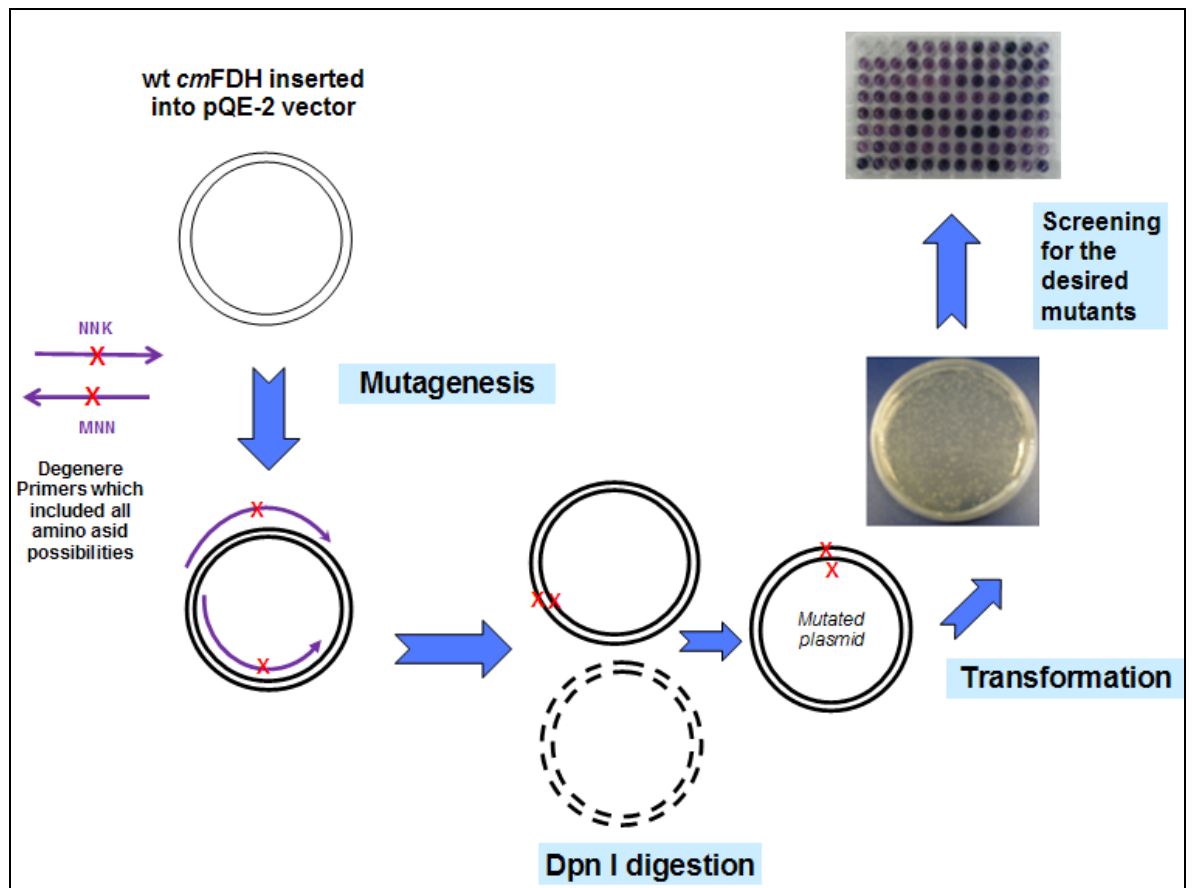 wt cmFDH inserted
into pQE-2 vector
NNK
X
X
MNN
Degenere
Primers which
included all
amino asid
possibilities
Mutagenesis
X
X
X X
Dpn I digestion
X
X
Mutated
plasmid
Transformation
Screening
for the
desired
mutants